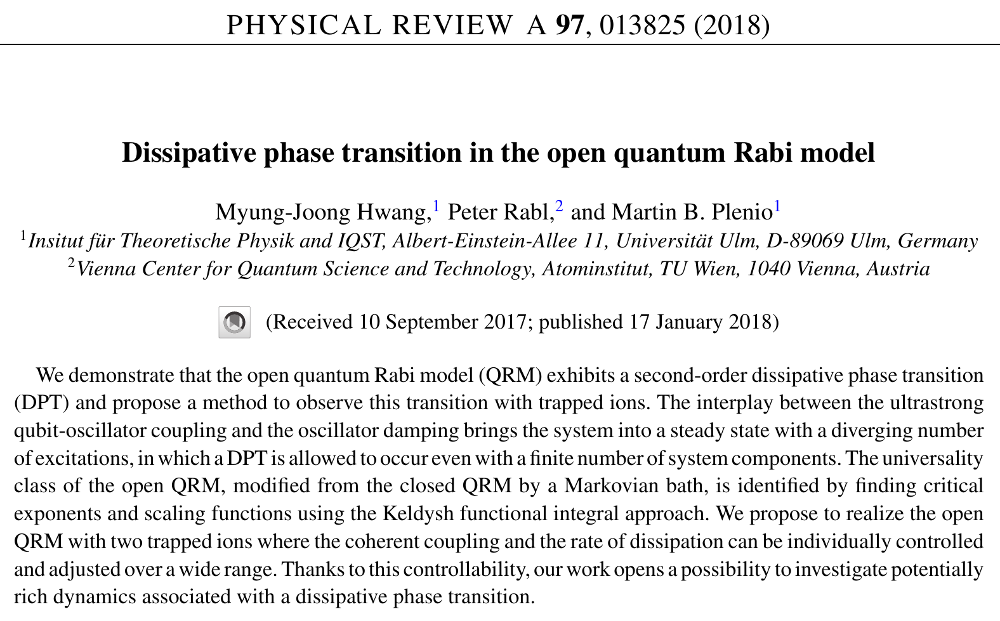 PHYSICAL REVIEW A 97, 013825 (2018)
Dissipative phase transition in the open quantum Rabi model
Myung-Joong Hwang,1 Peter Rabl,2 and Martin B. Plenio1
1Insitut für Theoretische Physik and IQST, Albert-Einstein-Allee 11, Universität Ulm, D-89069 Ulm, Germany
2Vienna Center for Quantum Science and Technology, Atominstitut, TU Wien, 1040 Vienna, Austria
(Received 10 September 2017; published 17 January 2018)
We demonstrate that the open quantum Rabi model (QRM) exhibits a second-order dissipative phase transition
(DPT) and propose a method to observe this transition with trapped ions. The interplay between the ultrastrong
qubit-oscillator coupling and the oscillator damping brings the system into a steady state with a diverging number
of excitations, in which a DPT is allowed to occur even with a finite number of system components. The universality
class of the open QRM, modified from the closed QRM by a Markovian bath, is identified by finding critical
exponents and scaling functions using the Keldysh functional integral approach. We propose to realize the open
QRM with two trapped ions where the coherent coupling and the rate of dissipation can be individually controlled
and adjusted over a wide range. Thanks to this controllability, our work opens a possibility to investigate potentially
rich dynamics associated with a dissipative phase transition.